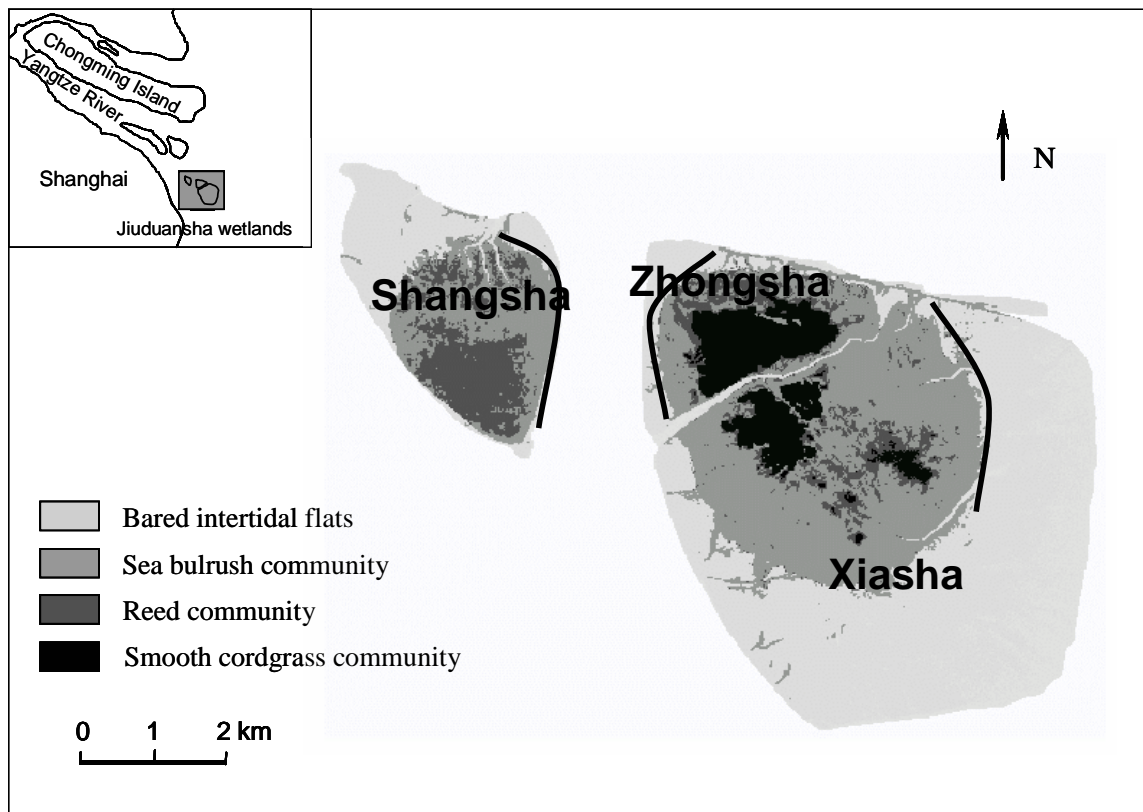 Chongming Island
Yangtze River
Shanghai
Jiuduansha wetlands
N
Shangsha
Zhongsha
Xiasha
Bared intertidal flats
Sea bulrush community
Reed community
Smooth cordgrass community
0 1 2 km